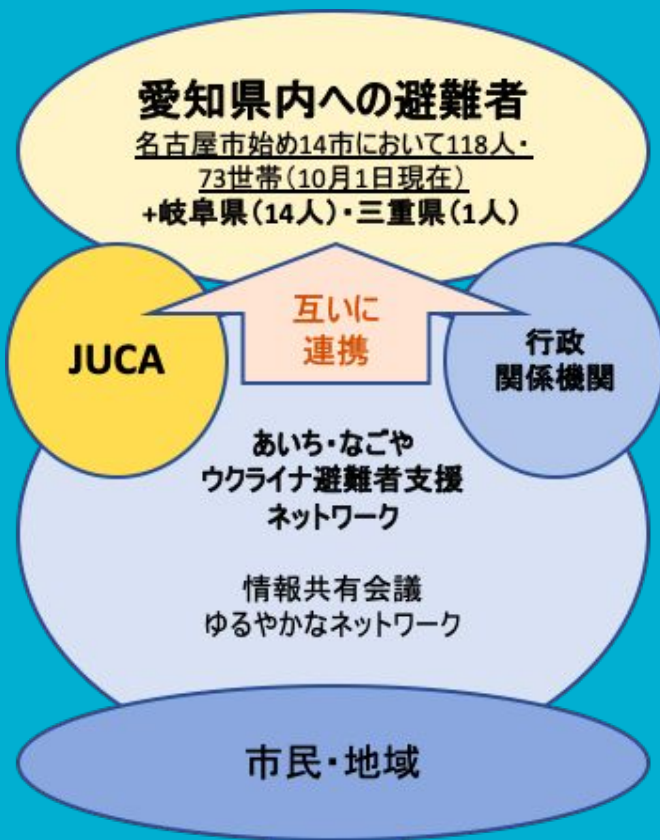 愛知県内への避難者
名古屋市始め14市において118人・
73世帯(10月1日現在)
+岐阜県(14人)・三重県(1人)
互いに
連携
JUCA
行政
関係機関
あいち・なごや
ウクライナ避難者支援
ネットワーク
情報共有会議
ゆるやかなネットワーク
市民・地域